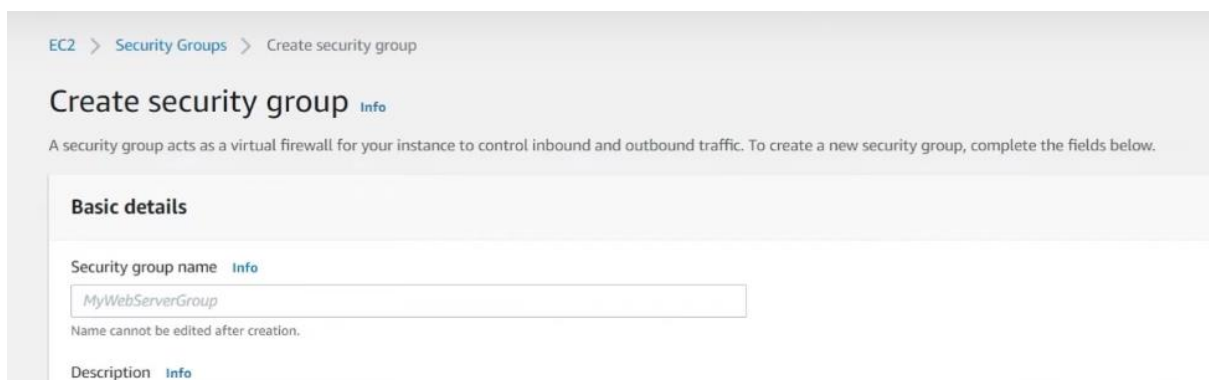 EC2 > Security Groups > Create security group
Create security group Info
A security group acts as a virtual firewall for your instance to control inbound and outbound traffic. To create a new security group, complete the fields below.
Basic details
Security group name Info
MyWebServerGroup
Name cannot be edited after creation.
Description Info